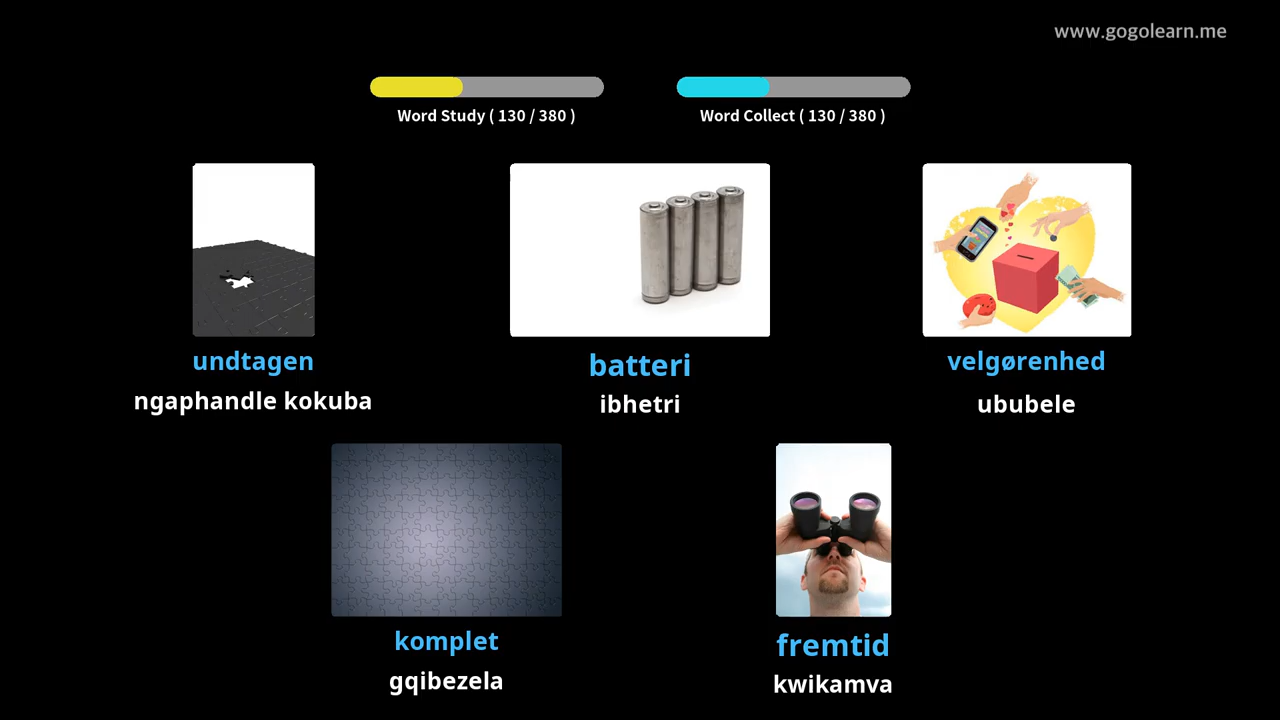 www.gogolearn.me
Word Study ( 130 / 380 )
Word Collect ( 130 / 380 )
undtagen
ngaphandle kokuba
batteri
ibhetri
velgørenhed
ububele
komplet
gqibezela
fremtid
kwikamva